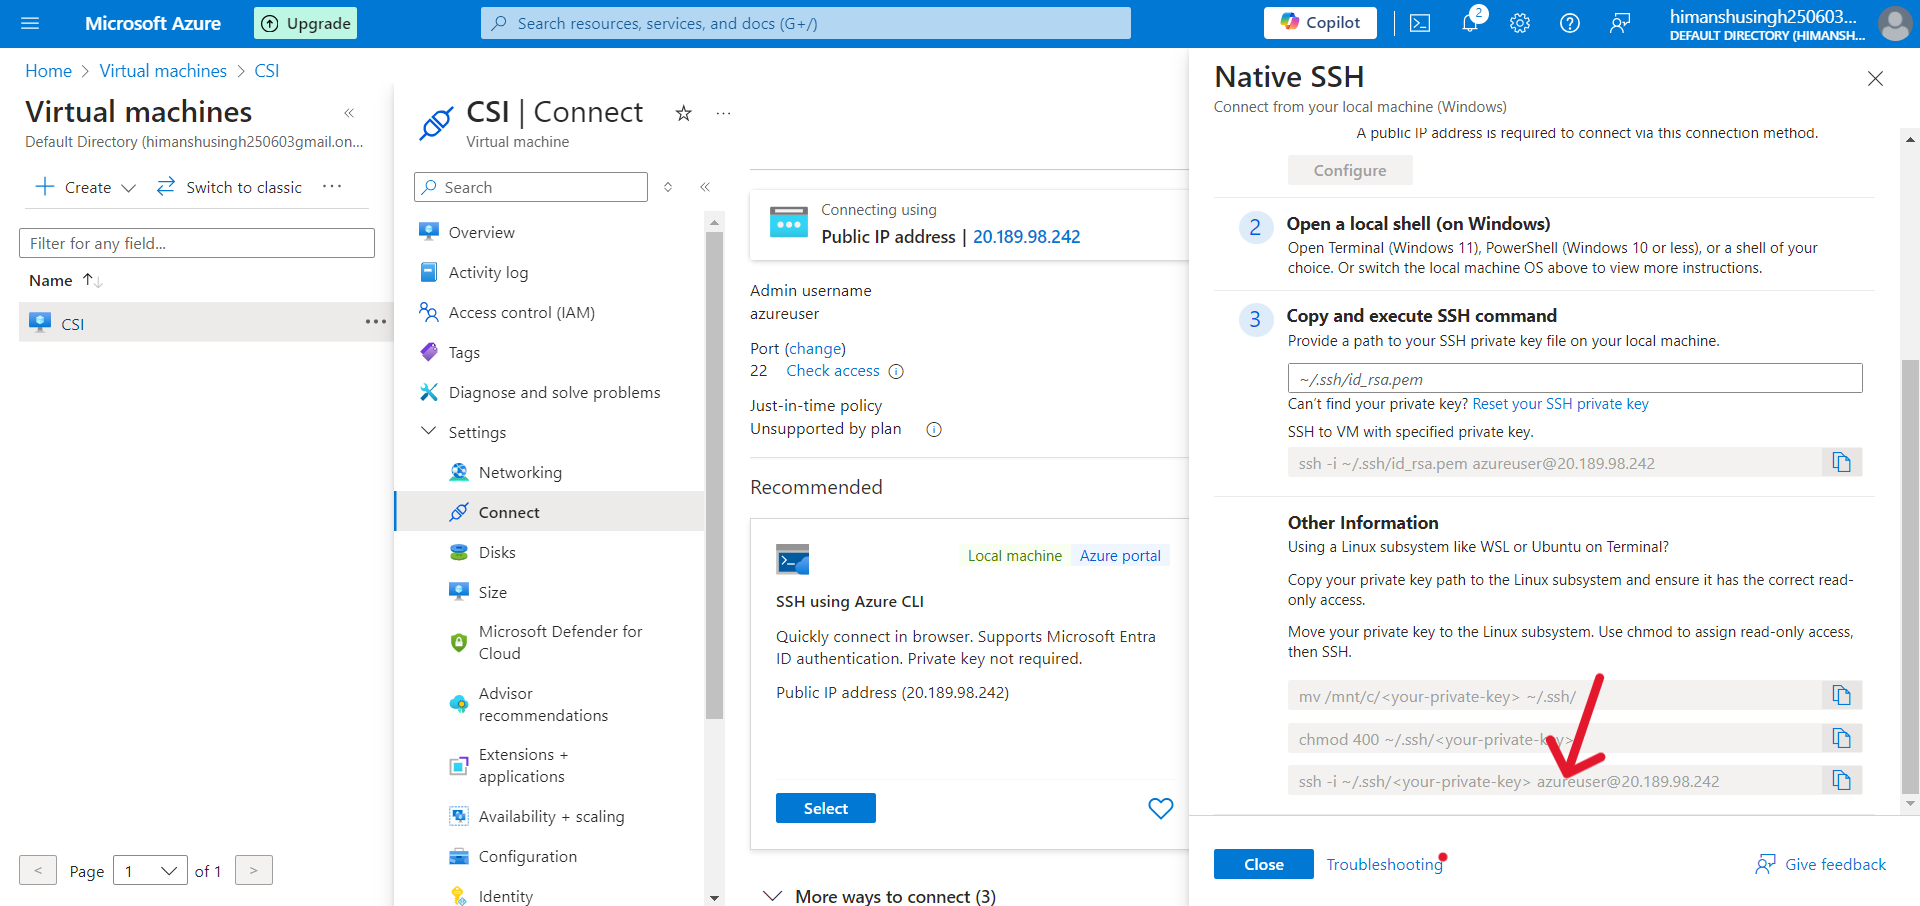 Microsoft Azure
Upgrade
Search resources, services, and docs (G+/)
Copilot
2
himanshusingh250603...
DEFAULT DIRECTORY (HIMANSH...
Home > Virtual machines > CSI
Virtual machines
Default Directory (himanshusingh250603gmail.on...
Create
Switch to classic
Filter for any field...
Name
CSI
< Page 1 of 1 >
CSI | Connect
Virtual machine
Search
Overview
Activity log
Access control (IAM)
Tags
Diagnose and solve problems
Settings
Networking
Connect
Disks
Size
Microsoft Defender for
Cloud
Advisor
recommendations
Extensions +
applications
Availability + scaling
Configuration
Identity
Connecting using
Public IP address | 20.189.98.242
Admin username
azureuser
Port (change)
22 Check access
Just-in-time policy
Unsupported by plan
Recommended
Local machine
Azure portal
SSH using Azure CLI
Quickly connect in browser. Supports Microsoft Entra
ID authentication. Private key not required.
Public IP address (20.189.98.242)
Select
More ways to connect (3)
Native SSH
Connect from your local machine (Windows)
A public IP address is required to connect via this connection method.
Configure
2 Open a local shell (on Windows)
Open Terminal (Windows 11), PowerShell (Windows 10 or less), or a shell of your
choice. Or switch the local machine OS above to view more instructions.
3 Copy and execute SSH command
Provide a path to your SSH private key file on your local machine.
~/.ssh/id_rsa.pem
Can't find your private key? Reset your SSH private key
SSH to VM with specified private key.
ssh -i ~/.ssh/id_rsa.pem azureuser@20.189.98.242
Other Information
Using a Linux subsystem like WSL or Ubuntu on Terminal?
Copy your private key path to the Linux subsystem and ensure it has the correct read-
only access.
Move your private key to the Linux subsystem. Use chmod to assign read-only access,
then SSH.
mv /mnt/c/<your-private-key> ~/.ssh/
chmod 400 ~/.ssh/<your-private-key>
ssh -i ~/.ssh/<your-private-key> azureuser@20.189.98.242
Close
Troubleshooting
Give feedback